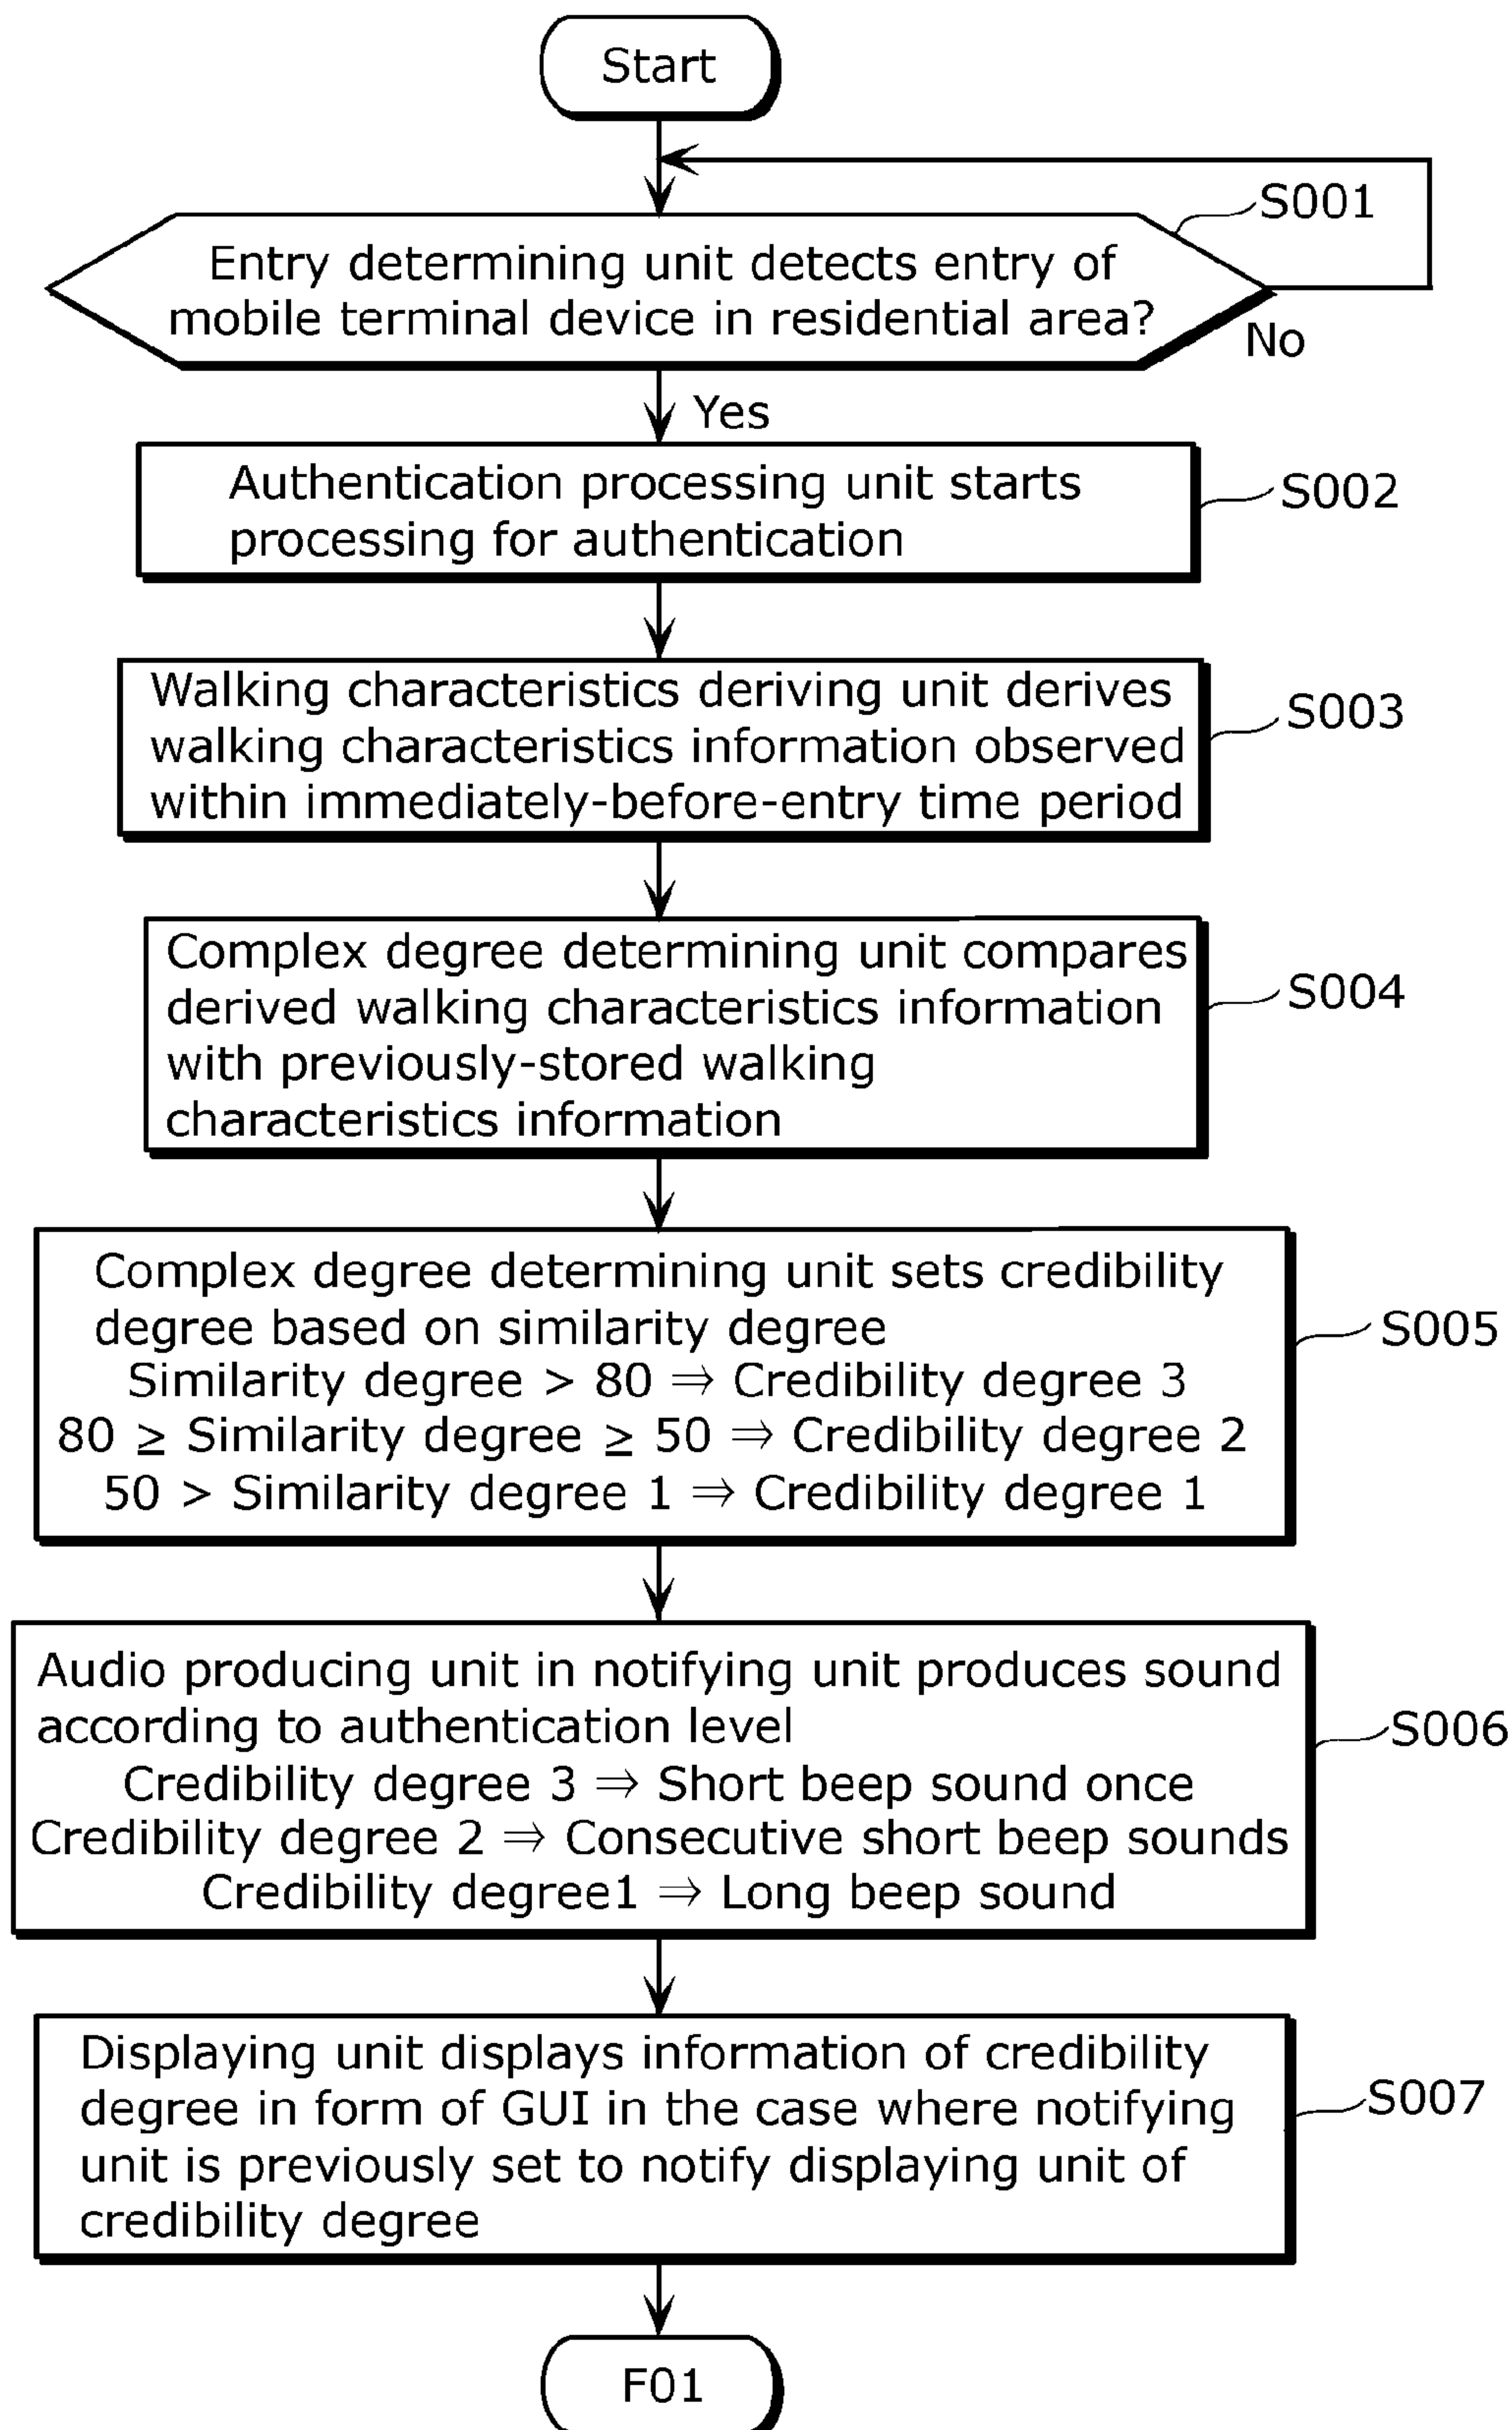 Start
S001
Entry determining unit detects entry of
mobile terminal device in residential area?
No
Yes
Authentication processing unit starts
processing for authentication
S002
Walking characteristics deriving unit derives
walking characteristics information observed
within immediately-before-entry time period
S003
Complex degree determining unit compares
derived walking characteristics information
with previously-stored walking
characteristics information
S004
Complex degree determining unit sets credibility
degree based on similarity degree
Similarity degree > 80 ⇒ Credibility degree 3
80 ≥ Similarity degree ≥ 50 ⇒ Credibility degree 2
50 > Similarity degree 1 ⇒ Credibility degree 1
S005
Audio producing unit in notifying unit produces sound
according to authentication level
Credibility degree 3 ⇒ Short beep sound once
Credibility degree 2 ⇒ Consecutive short beep sounds
Credibility degree1 ⇒ Long beep sound
S006
Displaying unit displays information of credibility
degree in form of GUI in the case where notifying
unit is previously set to notify displaying unit of
credibility degree
S007
F01